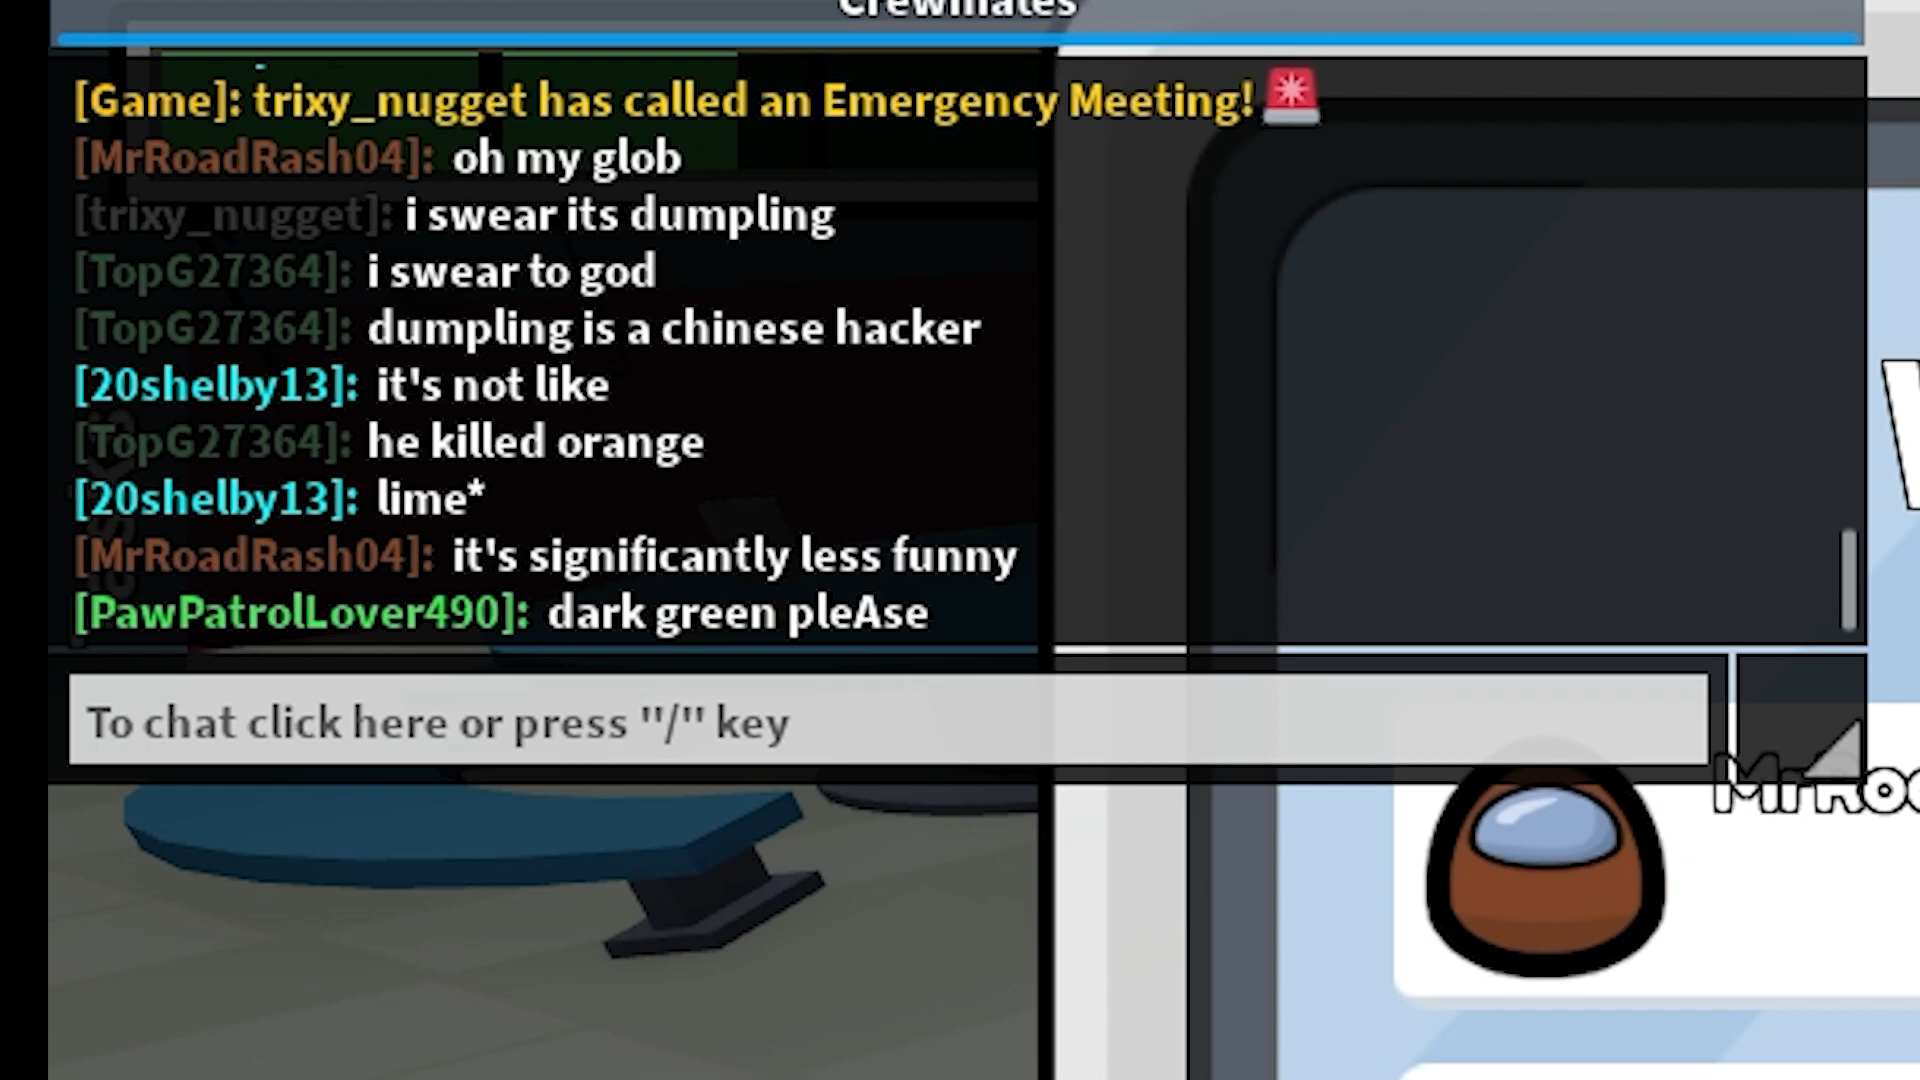 Crewmates
[Game]: trixy_nugget has called an Emergency Meeting!
[MrRoadRash04]: oh my glob
[trixy_nugget]: i swear its dumpling
[TopG27364]: i swear to god
[TopG27364]: dumpling is a chinese hacker
[20shelby13]: it's not like
[TopG27364]: he killed orange
[20shelby13]: lime*
[MrRoadRash04]: it's significantly less funny
[PawPatrolLover490]: dark green pleAse
To chat click here or press "/" key
MrRoa